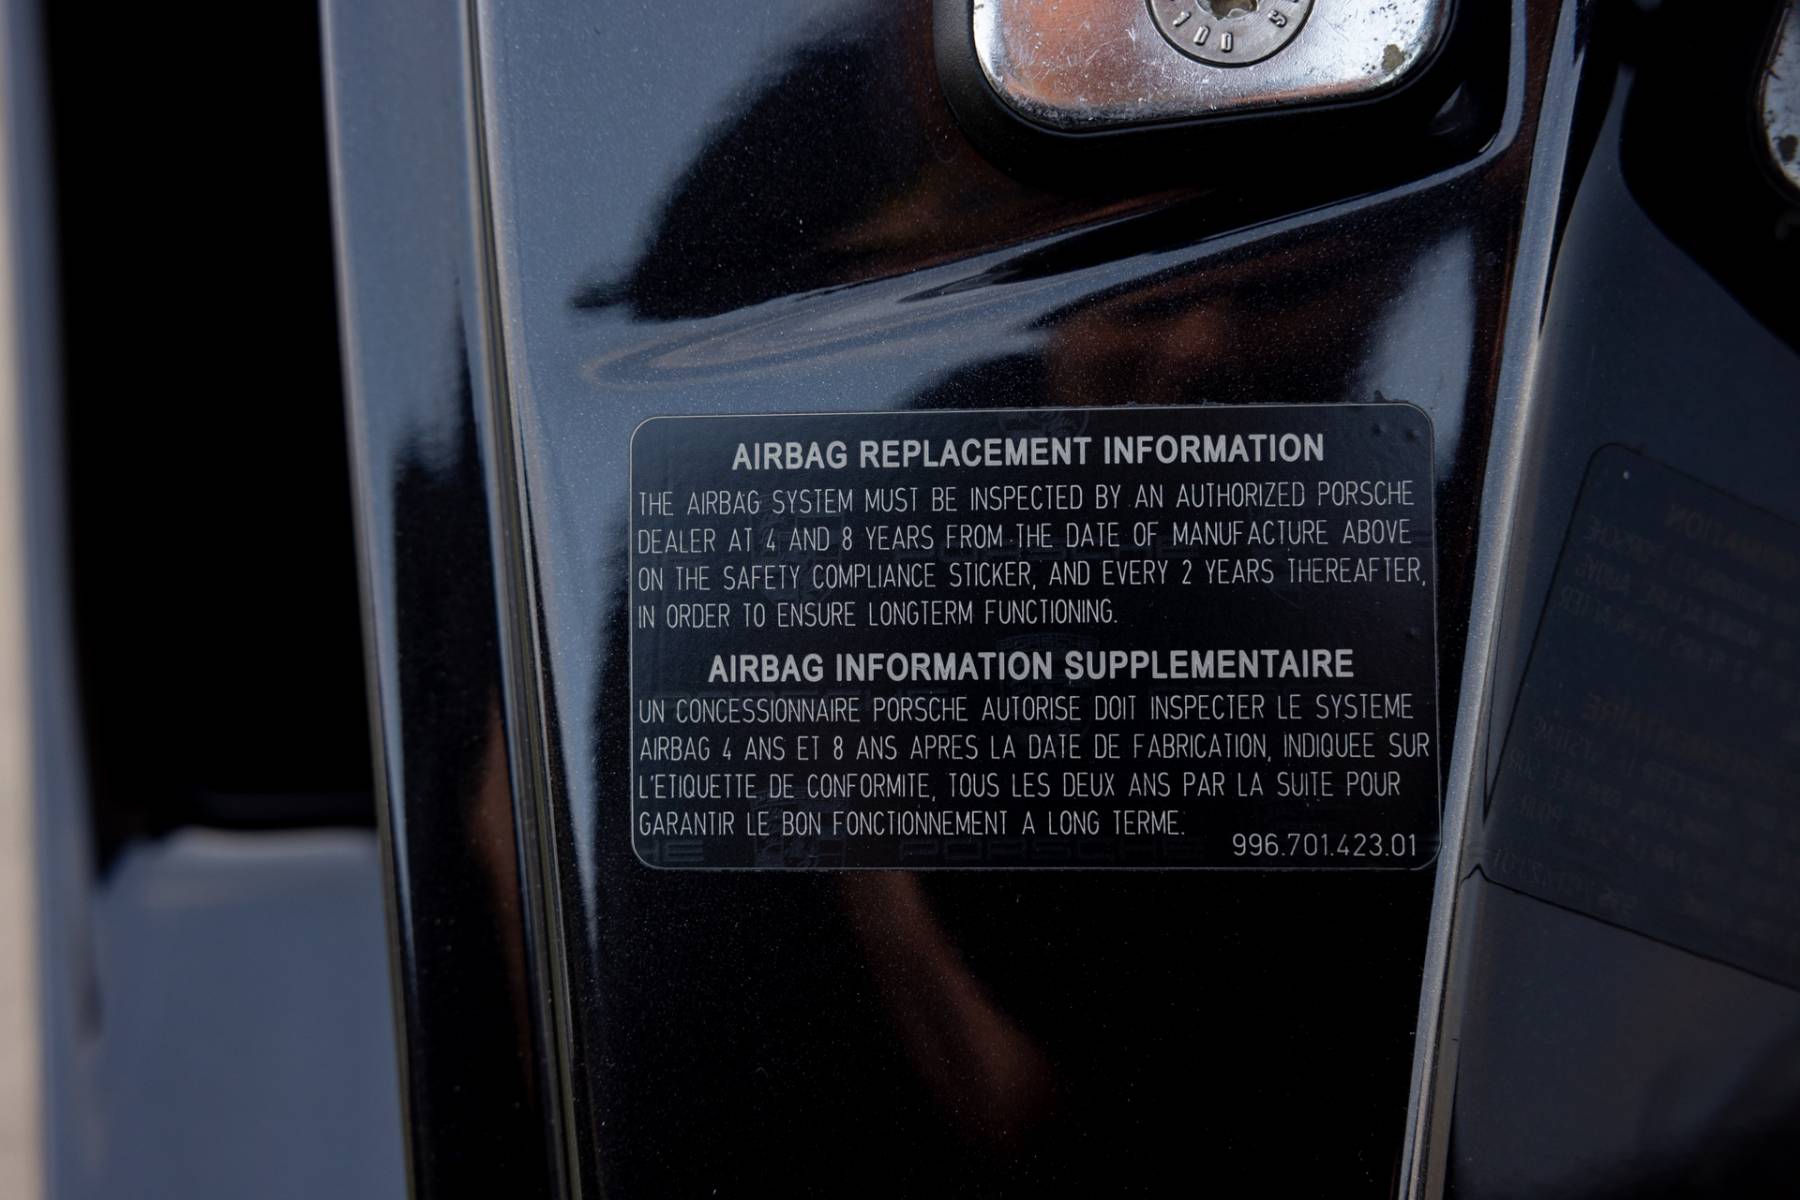 AIRBAG REPLACEMENT INFORMATION
THE AIRBAG SYSTEM MUST BE INSPECTED BY AN AUTHORIZED PORSCHE
DEALER AT 4 AND 8 YEARS FROM THE DATE OF MANUFACTURE ABOVE
ON THE SAFETY COMPLIANCE STICKER, AND EVERY 2 YEARS THEREAFTER,
IN ORDER TO ENSURE LONGTERM FUNCTIONING.
AIRBAG INFORMATION SUPPLEMENTAIRE
UN CONCESSIONNAIRE PORSCHE AUTORISE DOIT INSPECTER LE SYSTEME
AIRBAG 4 ANS ET 8 ANS APRES LA DATE DE FABRICATION, INDIQUEE SUR
L'ETIQUETTE DE CONFORMITE, TOUS LES DEUX ANS PAR LA SUITE POUR
GARANTIR LE BON FONCTIONNEMENT A LONG TERME.
996.701.423.01